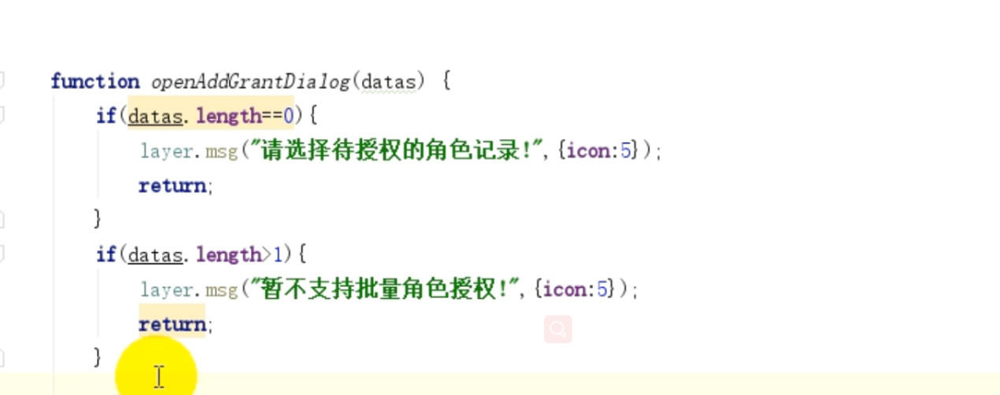 function openAddGrantDialog(datas) {
if(datas.length==0){
layer.msg("请选择待授权的角色记录!",{icon:5});
return;
}
if(datas.length>1){
layer.msg("暂不支持批量角色授权!",{icon:5});
return;
}